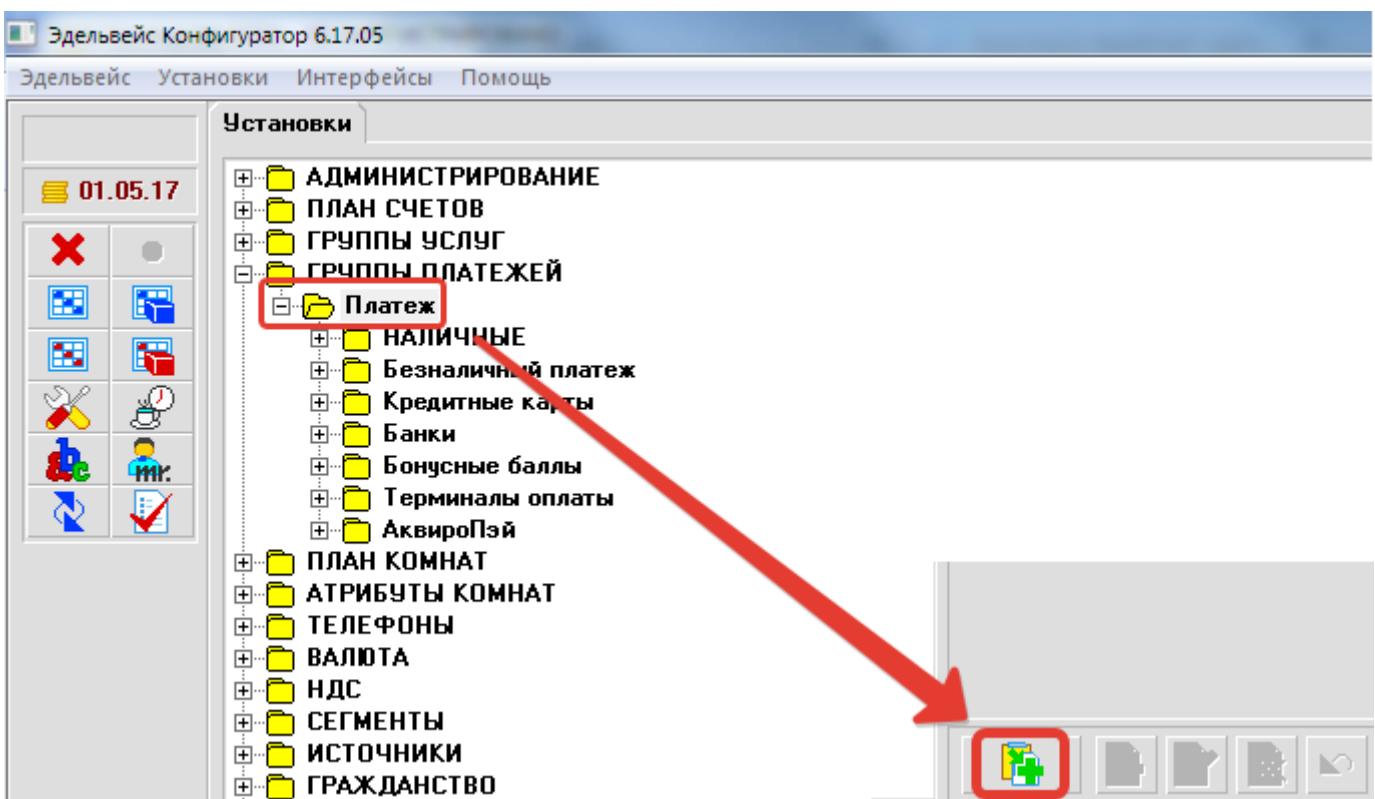 Эдельвейс Конфигуратор 6.17.05
Эдельвейс Установки Интерфейсы Помощь
Установки
01.05.17
АДМИНИСТРИРОВАНИЕ
ПЛАН СЧЕТОВ
ГРУППЫ УСЛУГ
ГРУППЫ ПЛАТЕЖЕЙ
Платеж
НАЛИЧНЫЕ
Безналичный платеж
Кредитные карты
Банки
Бонусные баллы
Терминалы оплаты
АквироПэй
ПЛАН КОМНАТ
АТРИБУТЫ КОМНАТ
ТЕЛЕФОНЫ
ВАЛЮТА
НДС
СЕГМЕНТЫ
ИСТОЧНИКИ
ГРАЖДАНСТВО
abc
mr.